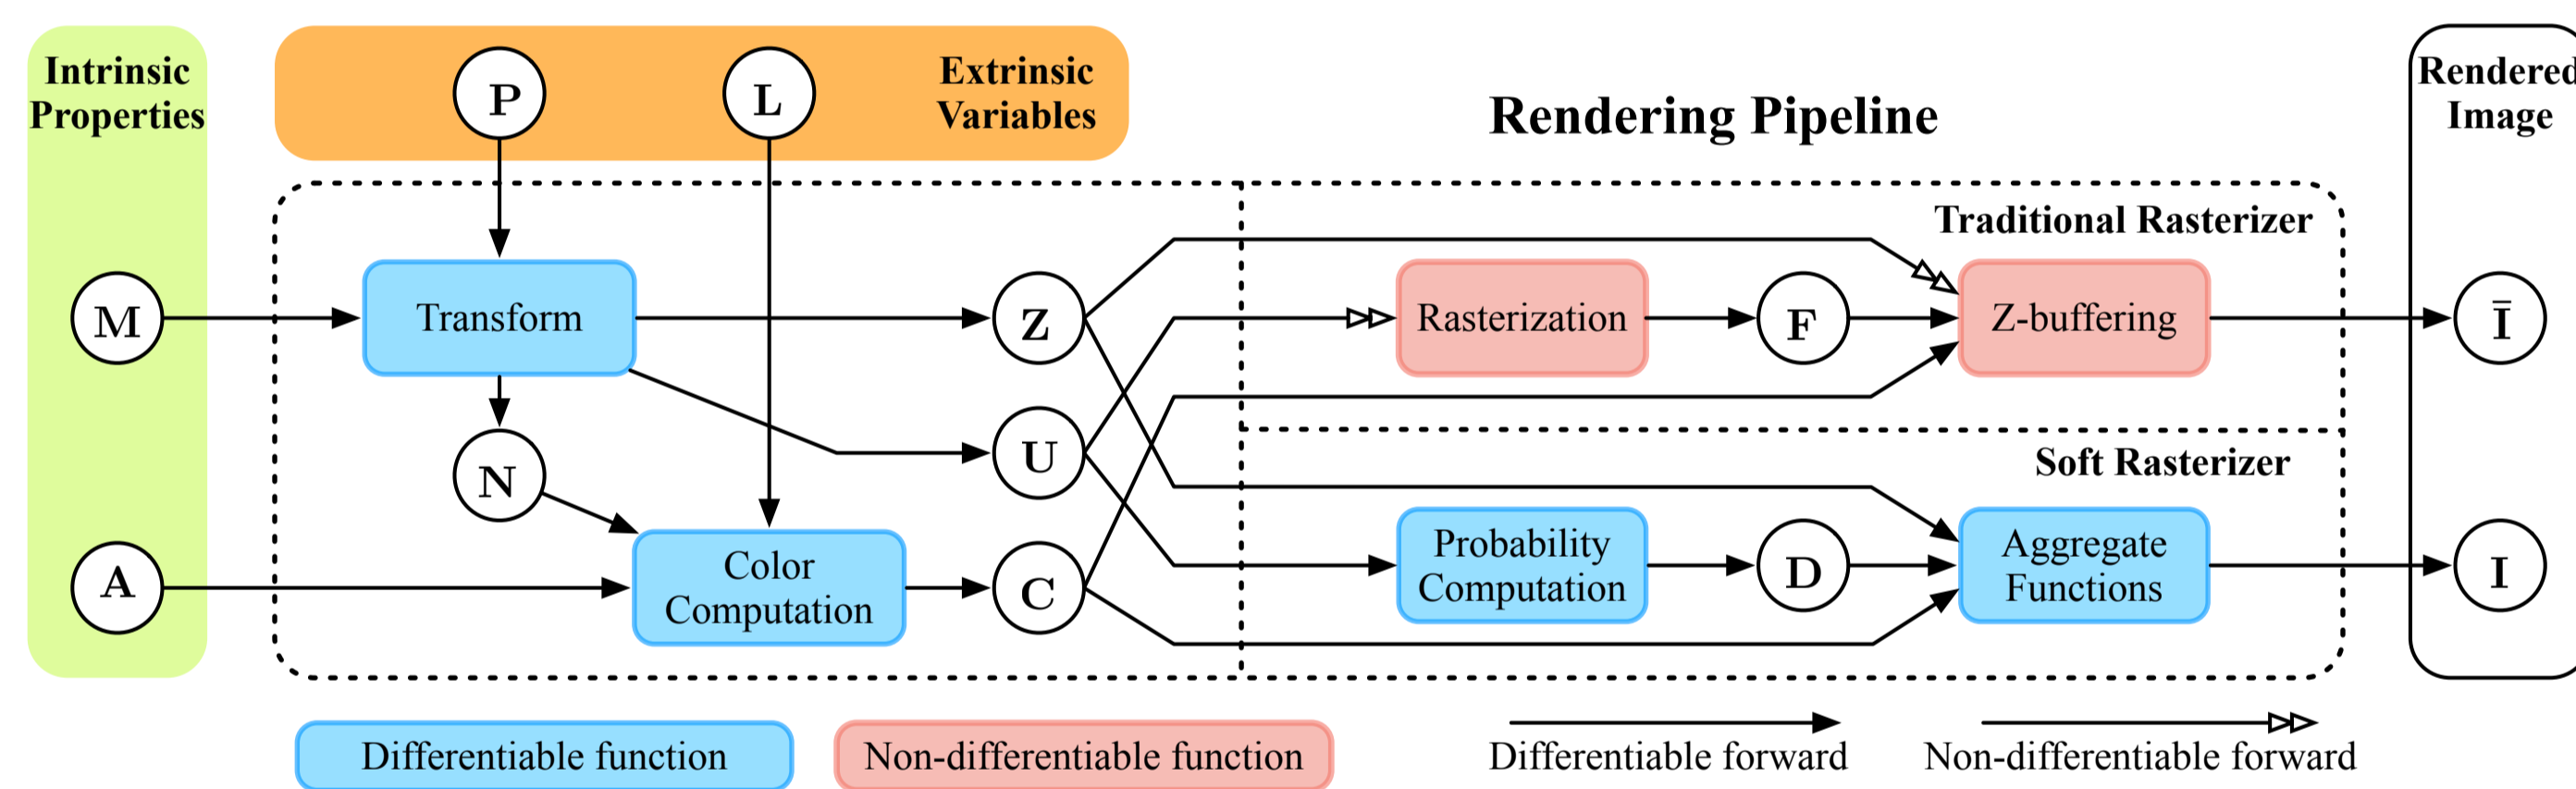 Intrinsic
Properties
P
L
Extrinsic
Variables
Rendering Pipeline
Rendered
Image
Traditional Rasterizer
M
Transform
Z
Rasterization
F
Z-buffering
Ī
N
U
Soft Rasterizer
A
Color
Computation
C
Probability
Computation
D
Aggregate
Functions
I
Differentiable function
Non-differentiable function
Differentiable forward
Non-differentiable forward